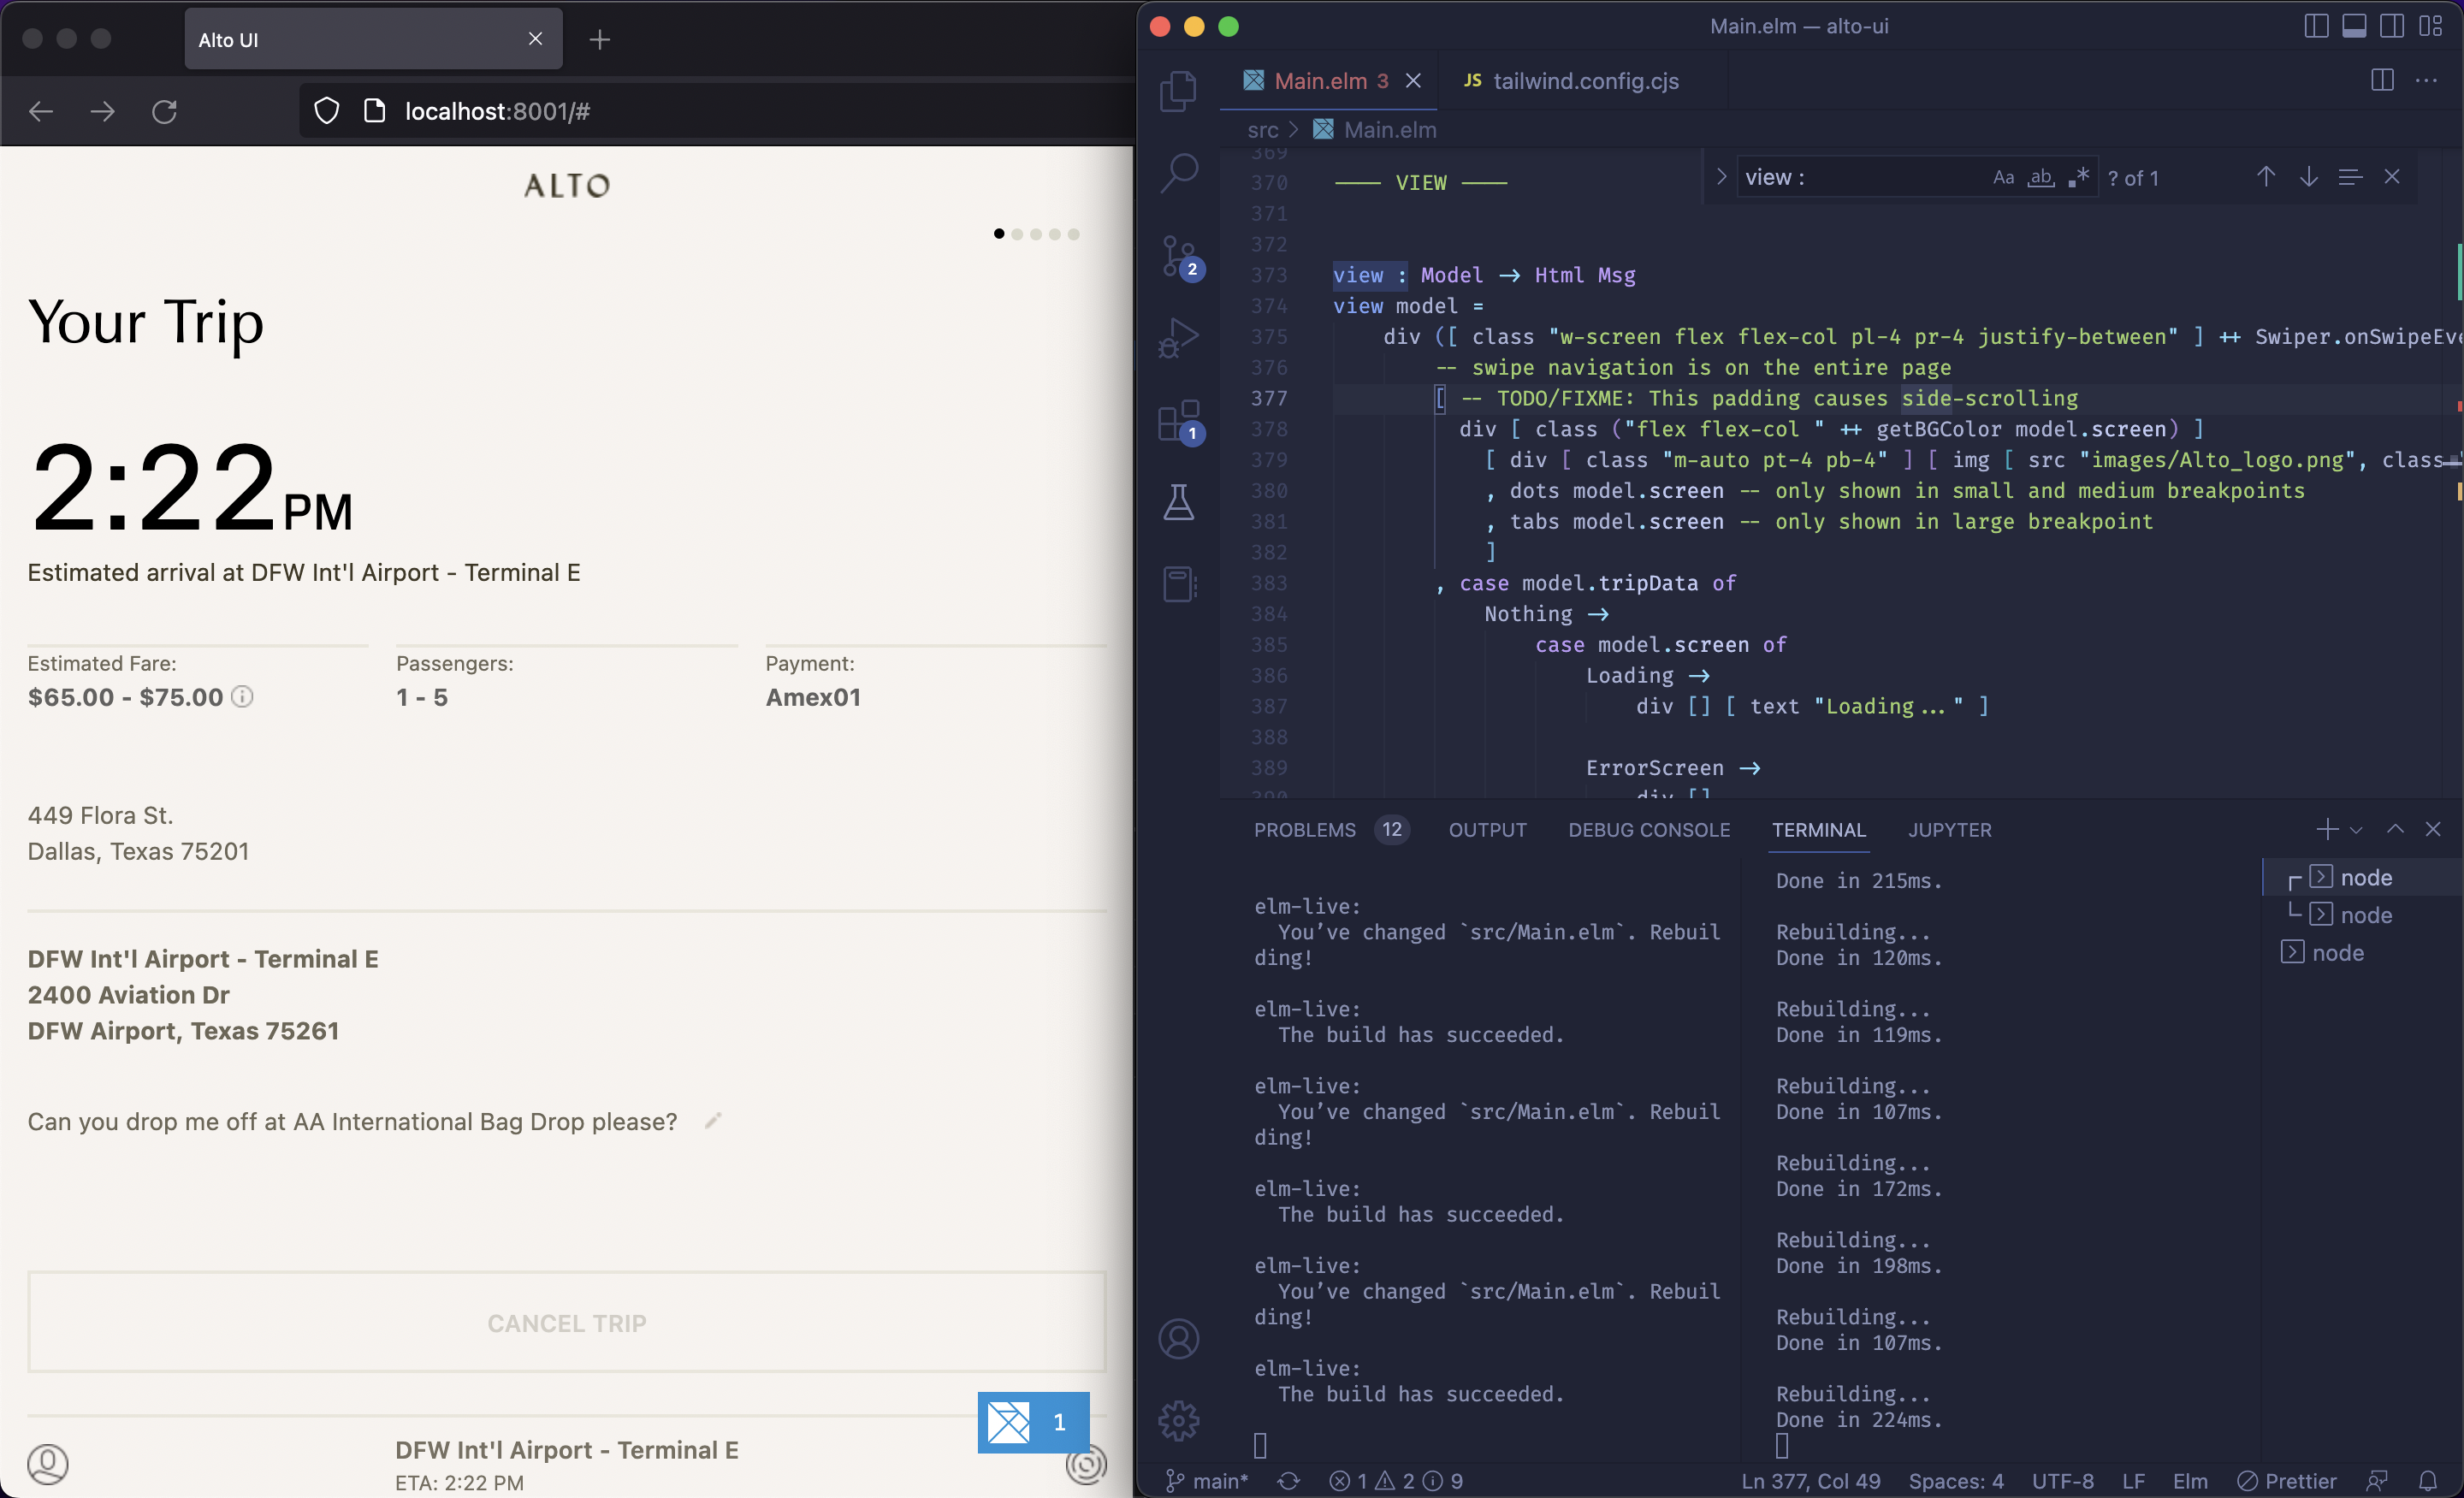 Alto UI
localhost:8001/#
ALTO
Your Trip
2:22PM
Estimated arrival at DFW Int'l Airport - Terminal E
Estimated Fare:
$65.00 - $75.00
Passengers:
1 - 5
Payment:
Amex01
449 Flora St.
Dallas, Texas 75201
DFW Int'l Airport - Terminal E
2400 Aviation Dr
DFW Airport, Texas 75261
Can you drop me off at AA International Bag Drop please?
CANCEL TRIP
1
DFW Int'l Airport - Terminal E
ETA: 2:22 PM
Main.elm — alto-ui
Main.elm 3
JS tailwind.config.cjs
src > Main.elm
view :
Aa ab, .* ? of 1
2
1
369
370 ---- VIEW ----
371
372
373 view : Model -> Html Msg
374 view model =
375 div ([ class "w-screen flex flex-col pl-4 pr-4 justify-between" ] ++ Swiper.onSwipeEve
376 -- swipe navigation is on the entire page
377 [ -- TODO/FIXME: This padding causes side-scrolling
378 div [ class ("flex flex-col " ++ getBGColor model.screen) ]
379 [ div [ class "m-auto pt-4 pb-4" ] [ img [ src "images/Alto_logo.png", class
380 , dots model.screen -- only shown in small and medium breakpoints
381 , tabs model.screen -- only shown in large breakpoint
382 ]
383 , case model.tripData of
384 Nothing ->
385 case model.screen of
386 Loading ->
387 div [] [ text "Loading..." ]
388
389 ErrorScreen ->
390 div []
PROBLEMS 12 OUTPUT DEBUG CONSOLE TERMINAL JUPYTER
elm-live:
You’ve changed `src/Main.elm`. Rebuil
ding!
elm-live:
The build has succeeded.
elm-live:
You’ve changed `src/Main.elm`. Rebuil
ding!
elm-live:
The build has succeeded.
elm-live:
You’ve changed `src/Main.elm`. Rebuil
ding!
elm-live:
The build has succeeded.
Done in 215ms.
Rebuilding...
Done in 120ms.
Rebuilding...
Done in 119ms.
Rebuilding...
Done in 107ms.
Rebuilding...
Done in 172ms.
Rebuilding...
Done in 198ms.
Rebuilding...
Done in 107ms.
Rebuilding...
Done in 224ms.
node
node
node
main* 1 2 9 Ln 377, Col 49 Spaces: 4 UTF-8 LF Elm Prettier